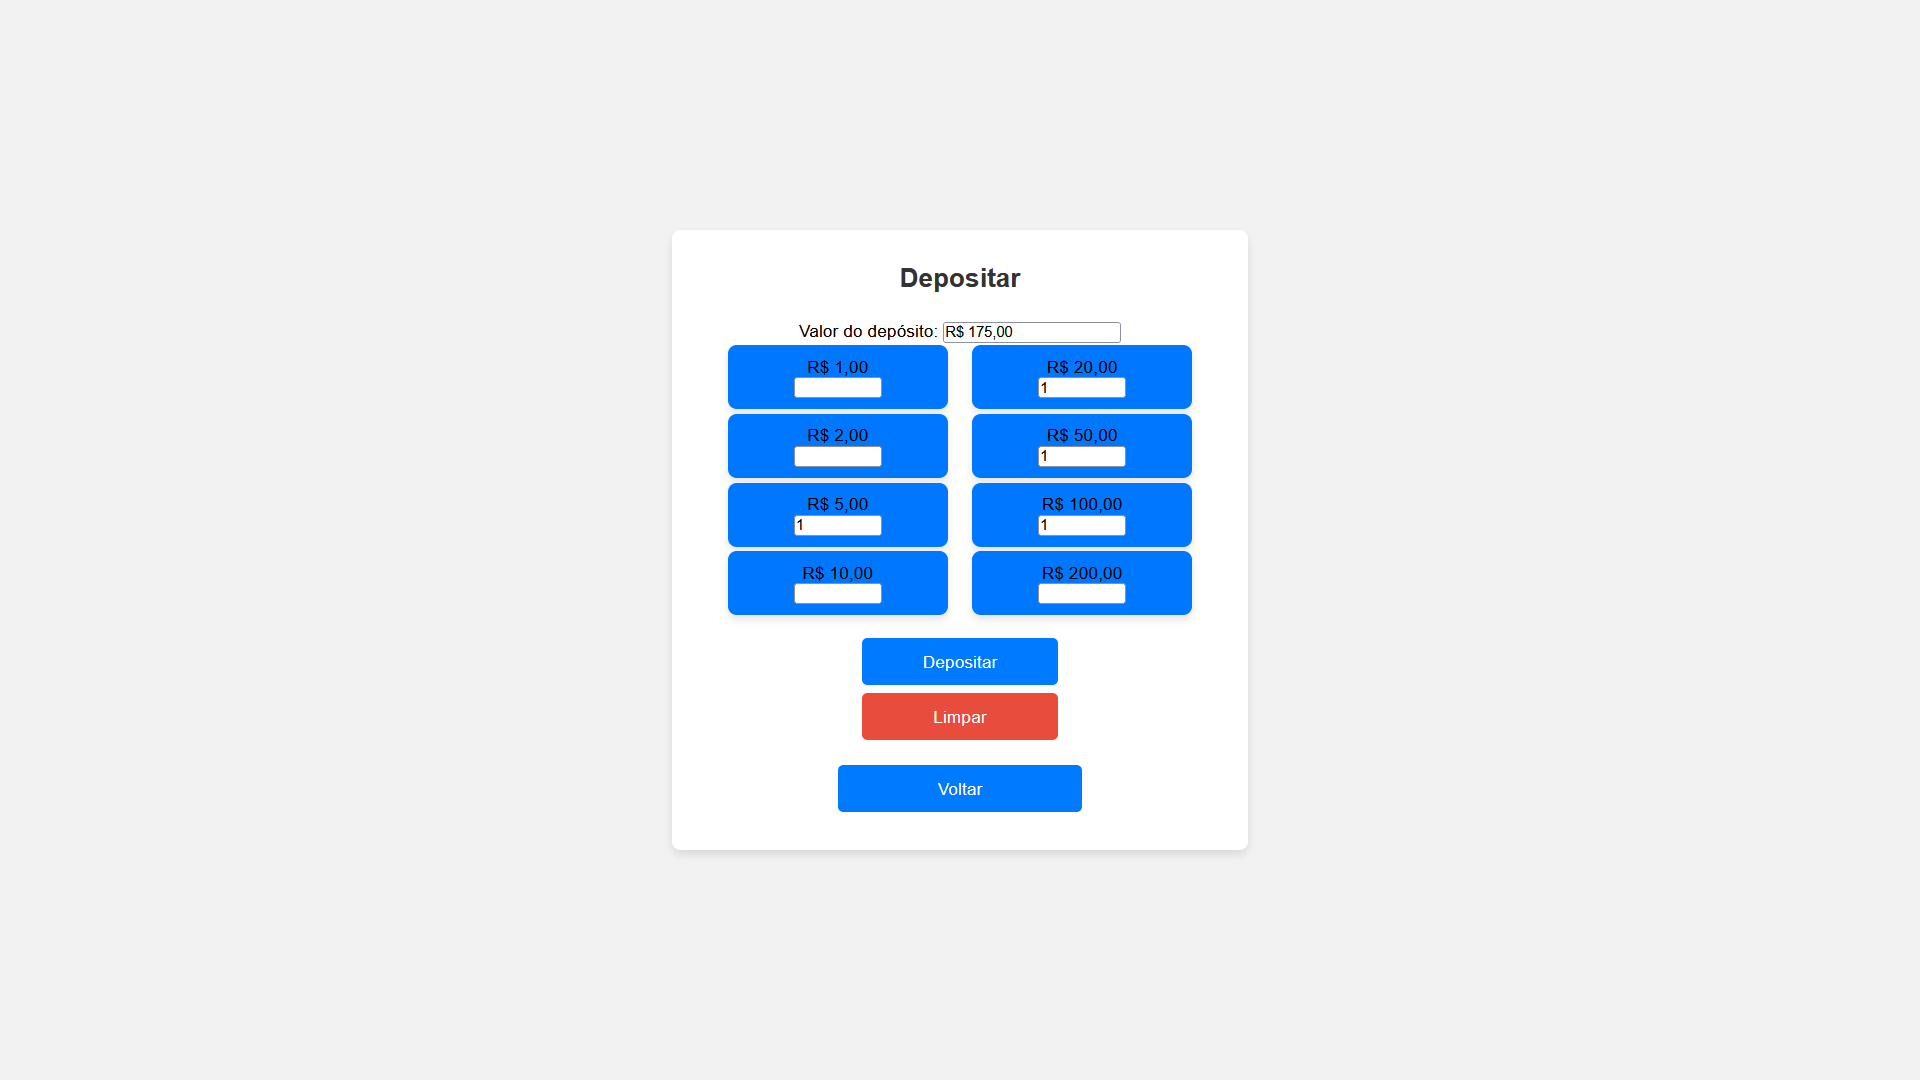 Depositar
Valor do depósito: R$ 175,00
R$ 1,00
R$ 20,00
1
R$ 2,00
R$ 50,00
1
R$ 5,00
1
R$ 100,00
1
R$ 10,00
R$ 200,00
Depositar
Limpar
Voltar